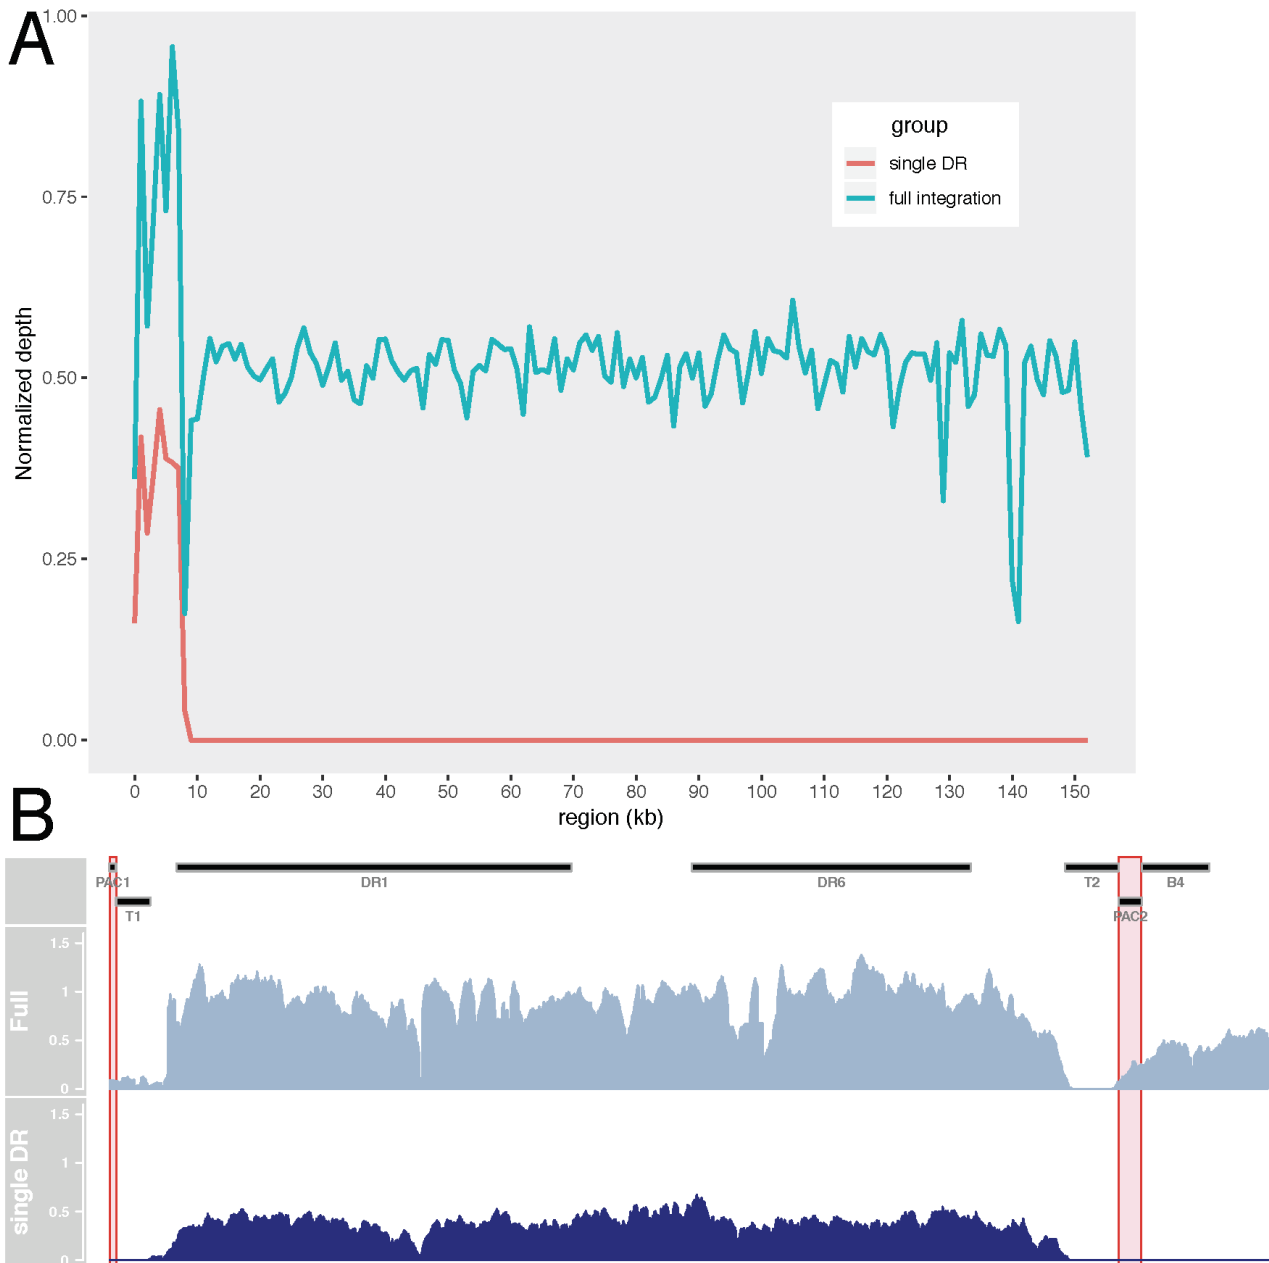 A
1.00
0.75
0.50
0.25
0.00
Normalized depth
group
single DR
full integration
0 10 20 30 40 50 60 70 80 90 100 110 120 130 140 150
region (kb)
B
PAC1 DR1 DR6 T2 B4
T1 PAC2
Full
1.5
1
0.5
0
single DR
1.5
1
0.5
0